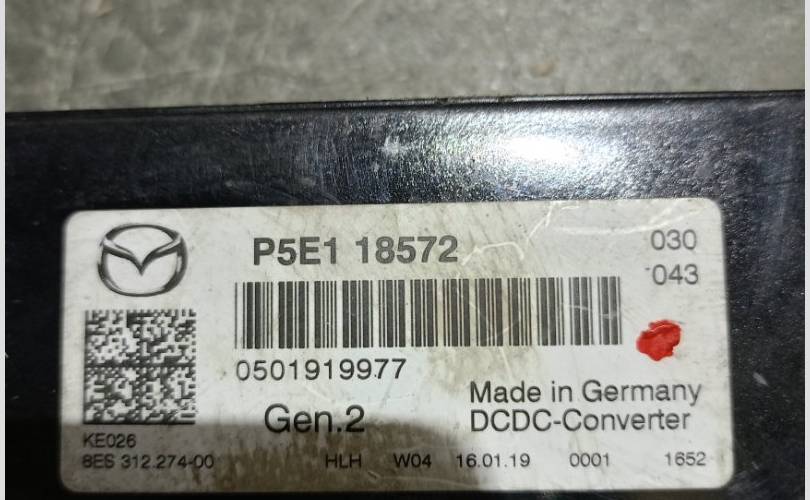 P5E1 18572
030
043
0501919977
Gen.2
Made in Germany
DCDC-Converter
KE026
8ES 312.274-00 HLH W04 16.01.19 0001 1652